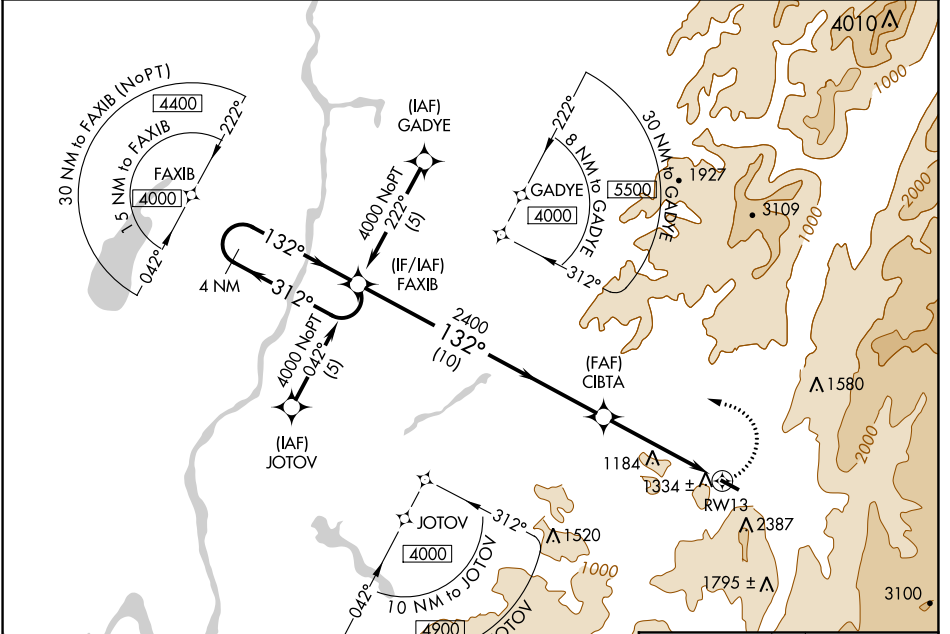 4010
1000
30 NM to FAXIB (NoPT)
4400
222°
15 NM to FAXIB
FAXIB
4000
042°
(IAF)
GADYE
4000 NoPT
222°
(5)
222°
30 NM to GADYE
8 NM to GADYE
GADYE
5500
4000
312°
1927
3109
1000
2000
132°
4 NM
312°
(IF/IAF)
FAXIB
4000 NoPT
042°
(5)
(IAF)
JOTOV
2400
132°
(10)
(FAF)
CIBTA
1580
2000
1184
1334 ±
RW13
2387
1795 ±
3100
JOTOV
312°
4000
10 NM to JOTOV
042°
4900
OTOV
1520
1000